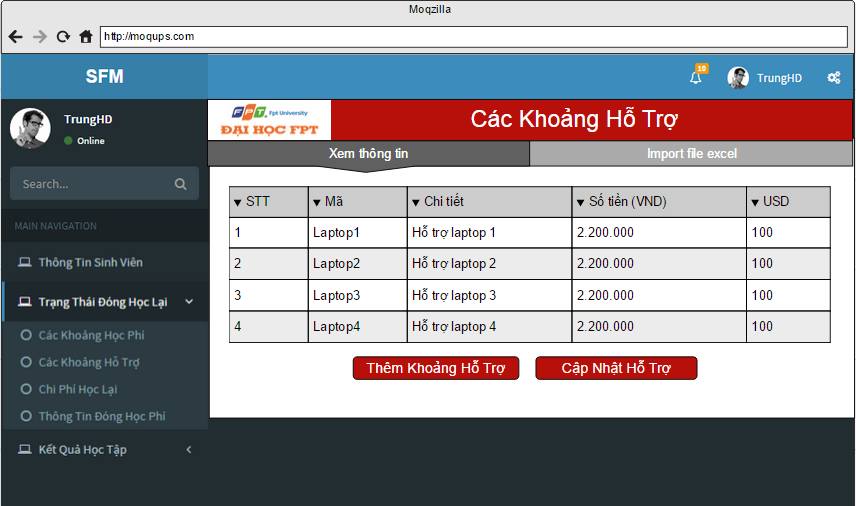 Moqzilla
http://moqups.com
SFM
10
TrungHD
TrungHD
Online
Search...
MAIN NAVIGATION
Thông Tin Sinh Viên
Trạng Thái Đóng Học Lại
Các Khoảng Học Phí
Các Khoảng Hỗ Trợ
Chi Phí Học Lại
Thông Tin Đóng Học Phí
Kết Quả Học Tập
FPT. Fpt University
ĐẠI HỌC FPT
Các Khoảng Hỗ Trợ
Xem thông tin Import file excel
STT Mã Chi tiết Số tiền (VND) USD
1 Laptop1 Hỗ trợ laptop 1 2.200.000 100
2 Laptop2 Hỗ trợ laptop 2 2.200.000 100
3 Laptop3 Hỗ trợ laptop 3 2.200.000 100
4 Laptop4 Hỗ trợ laptop 4 2.200.000 100
Thêm Khoảng Hỗ Trợ Cập Nhật Hỗ Trợ